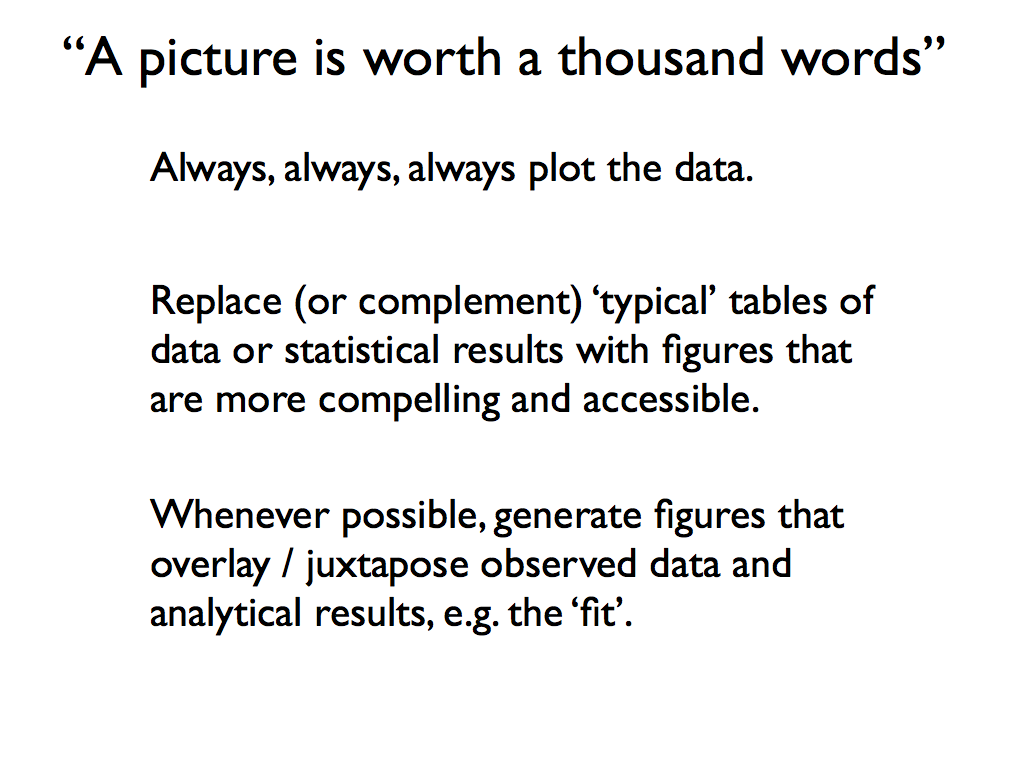 “A picture is worth a thousand words”
Always, always, always plot the data.
Replace (or complement) ‘typical’ tables of
data or statistical results with figures that
are more compelling and accessible.
Whenever possible, generate figures that
overlay / juxtapose observed data and
analytical results, e.g. the ‘fit’.